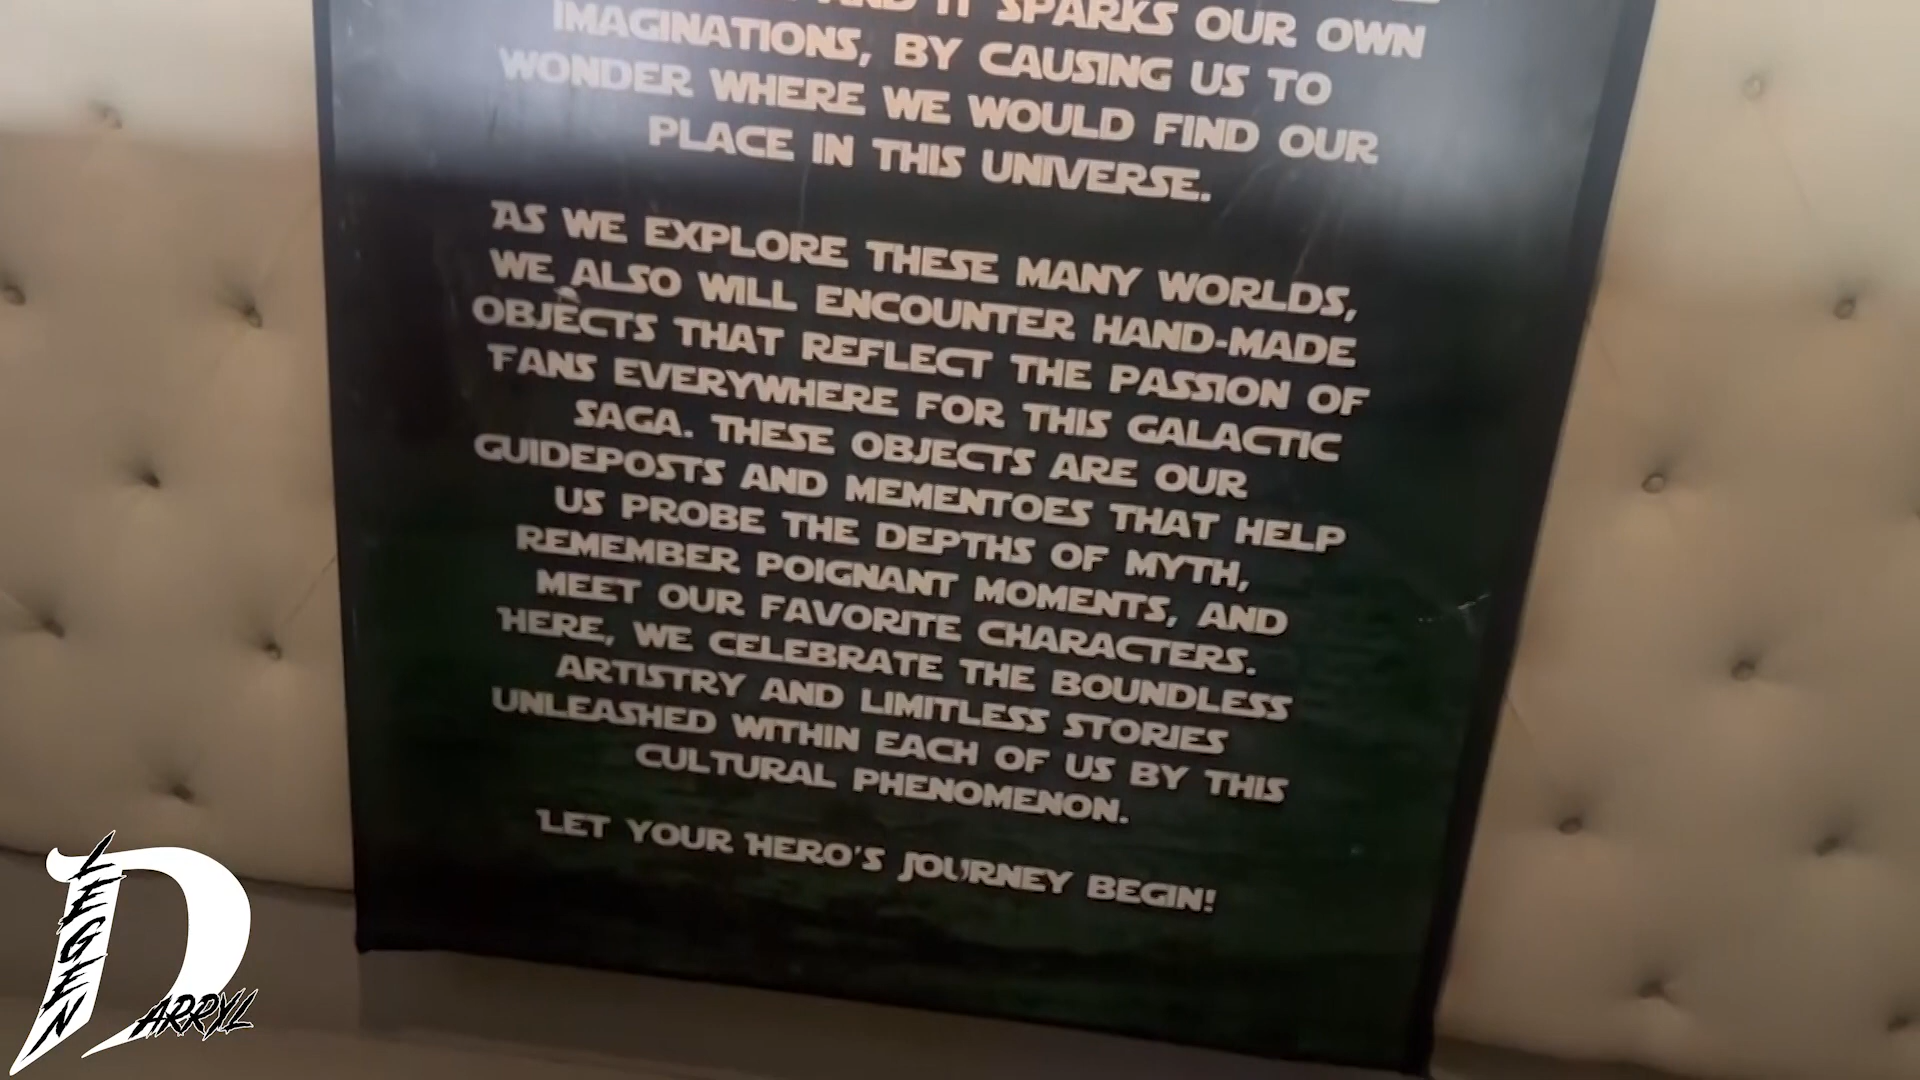 AND IT SPARKS OUR OWN
IMAGINATIONS, BY CAUSING US TO
WONDER WHERE WE WOULD FIND OUR
PLACE IN THIS UNIVERSE.
AS WE EXPLORE THESE MANY WORLDS,
WE ALSO WILL ENCOUNTER HAND-MADE
OBJECTS THAT REFLECT THE PASSION OF
FANS EVERYWHERE FOR THIS GALACTIC
SAGA. THESE OBJECTS ARE OUR
GUIDEPOSTS AND MEMENTOES THAT HELP
US PROBE THE DEPTHS OF MYTH,
REMEMBER POIGNANT MOMENTS, AND
MEET OUR FAVORITE CHARACTERS.
HERE, WE CELEBRATE THE BOUNDLESS
ARTISTRY AND LIMITLESS STORIES
UNLEASHED WITHIN EACH OF US BY THIS
CULTURAL PHENOMENON.
LET YOUR HERO'S JOURNEY BEGIN!
LEGEN
DARRYL